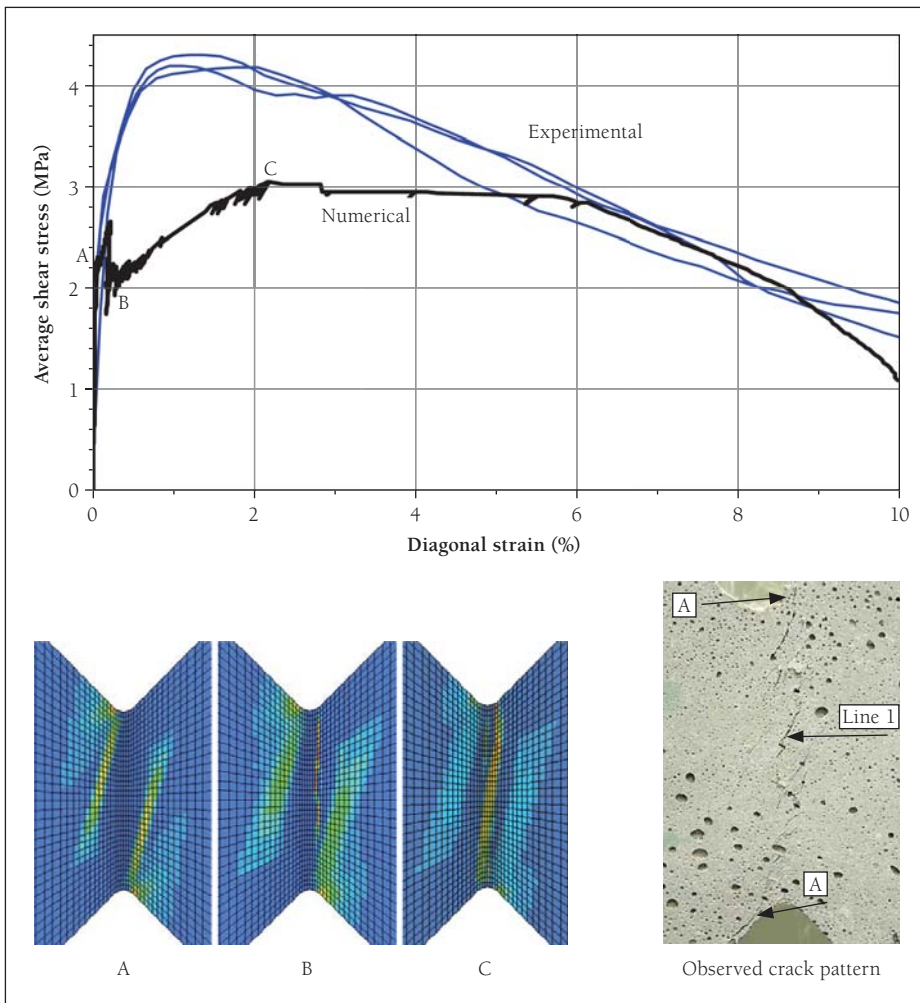 4
3
2
1
0
Average shear stress (MPa)
Experimental
C
Numerical
A
B
0 2 4 6 8 10
Diagonal strain (%)
A
Line 1
A
A B C Observed crack pattern